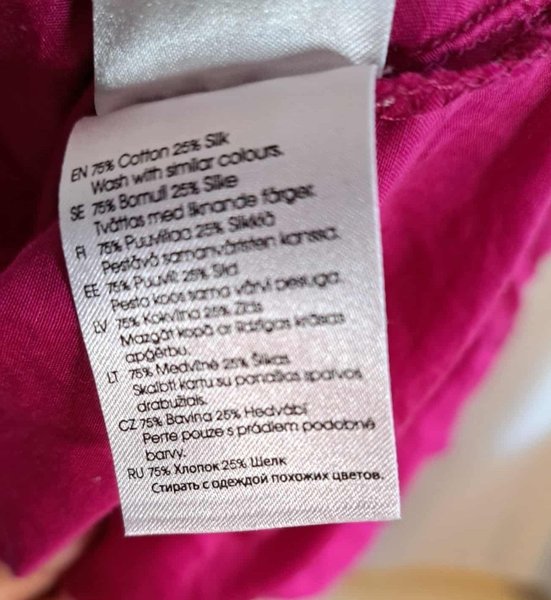 EN 75% Cotton 25% Silk
Wash with similar colours.
SE 75% Bomull 25% Silke
Tvättas med liknande färger.
FI 75% Puuvillaa 25% Silkkiä
Pestävä samanväristen kanssa.
EE 75% Puuvill 25% Siid
Pesta koos sama värvi pesuga.
LV 75% Kokvilna 25% Zīds
Mazgāt kopā ar līdzīgas krāsas
apģērbu.
LT 75% Medvilnė 25% Šilkas
Skalbti kartu su panašios spalvos
drabužiais.
CZ 75% Bavlna 25% Hedvábí
Perte pouze s prádlem podobné
barvy.
RU 75% Хлопок 25% Шелк
Стирать с одеждой похожих цветов.